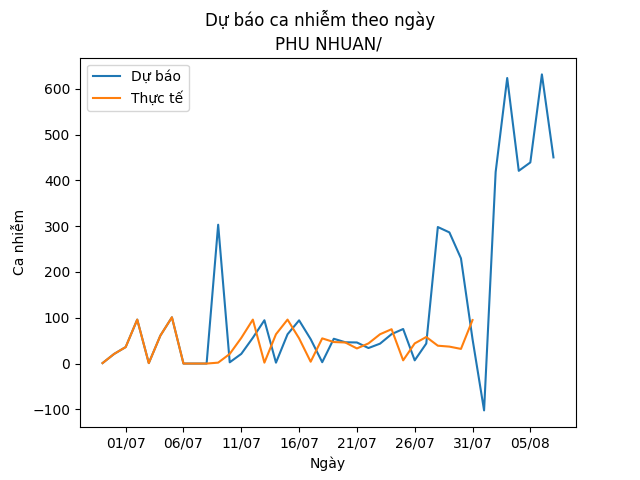 Dự báo ca nhiễm theo ngày
PHU NHUAN/
Dự báo
Thực tế
Ca nhiễm
600
500
400
300
200
100
0
−100
01/07 06/07 11/07 16/07 21/07 26/07 31/07 05/08
Ngày